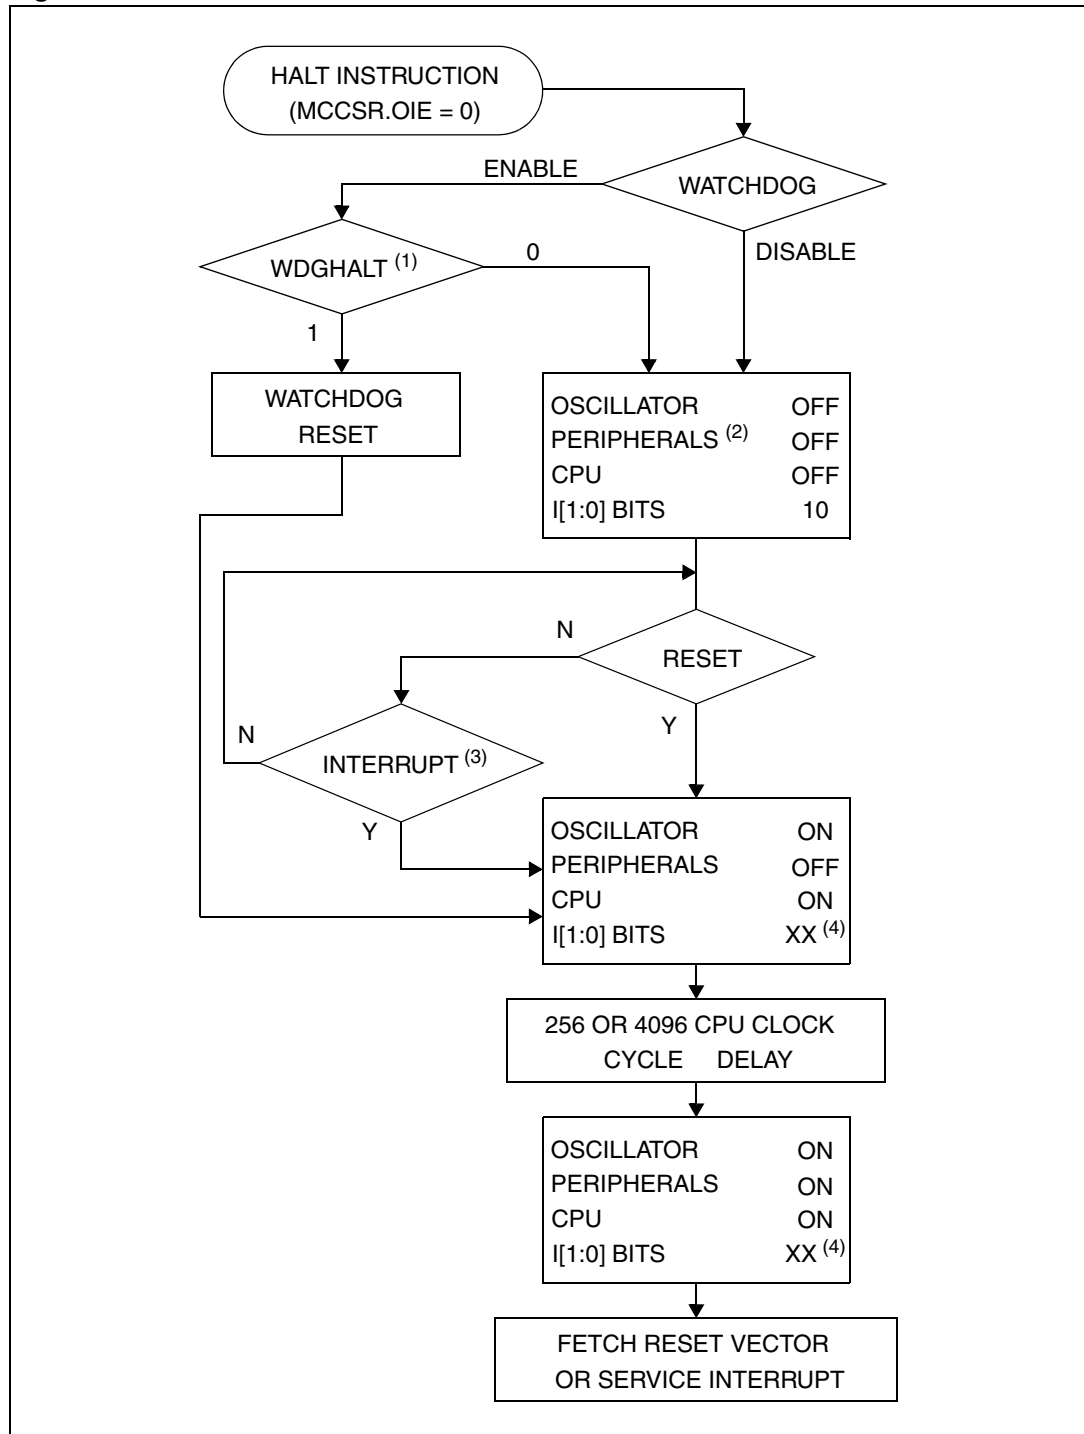 HALT INSTRUCTION
(MCCSR.OIE = 0)
ENABLE
WATCHDOG
DISABLE
WDGHALT (1)
0
1
WATCHDOG
RESET
OSCILLATOR OFF
PERIPHERALS (2) OFF
CPU OFF
I[1:0] BITS 10
N
RESET
Y
N
INTERRUPT (3)
Y
OSCILLATOR ON
PERIPHERALS OFF
CPU ON
I[1:0] BITS XX (4)
256 OR 4096 CPU CLOCK
CYCLE DELAY
OSCILLATOR ON
PERIPHERALS ON
CPU ON
I[1:0] BITS XX (4)
FETCH RESET VECTOR
OR SERVICE INTERRUPT